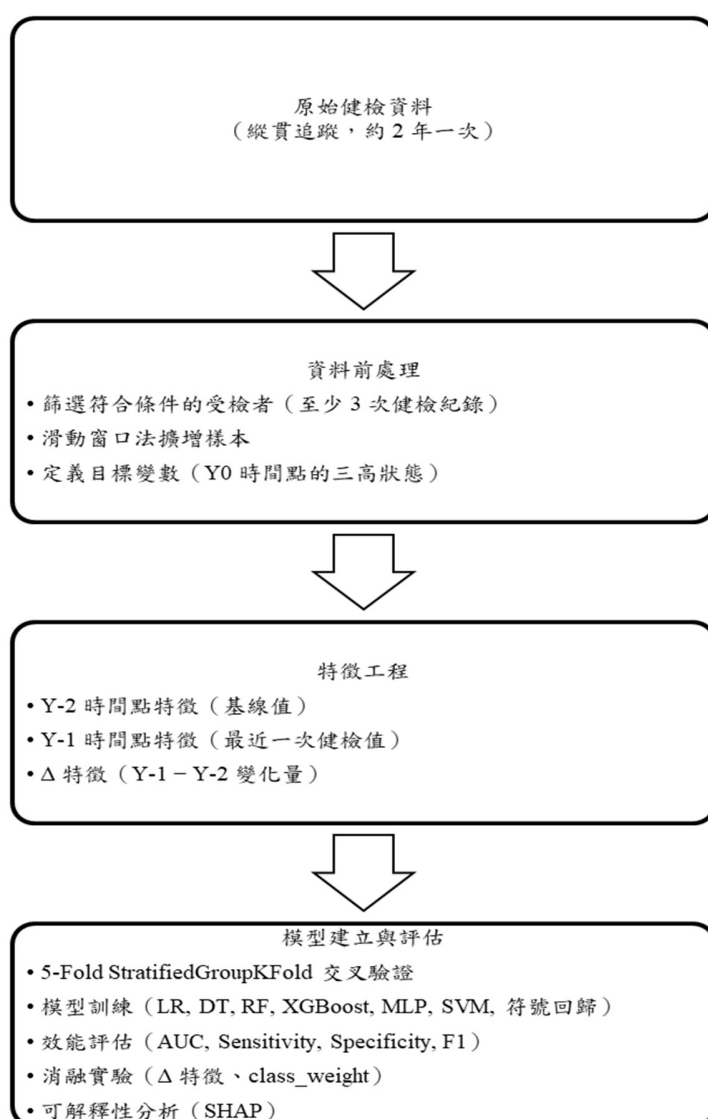 原始健檢資料
（縱貫追蹤，約 2 年一次）
資料前處理
• 篩選符合條件的受檢者（至少 3 次健檢紀錄）
• 滑動窗口法擴增樣本
• 定義目標變數（Y0 時間點的三高狀態）
特徵工程
• Y-2 時間點特徵（基線值）
• Y-1 時間點特徵（最近一次健檢值）
• Δ 特徵（Y-1 − Y-2 變化量）
模型建立與評估
• 5-Fold StratifiedGroupKFold 交叉驗證
• 模型訓練（LR, DT, RF, XGBoost, MLP, SVM, 符號回歸）
• 效能評估（AUC, Sensitivity, Specificity, F1）
• 消融實驗（Δ 特徵、class_weight）
• 可解釋性分析（SHAP）